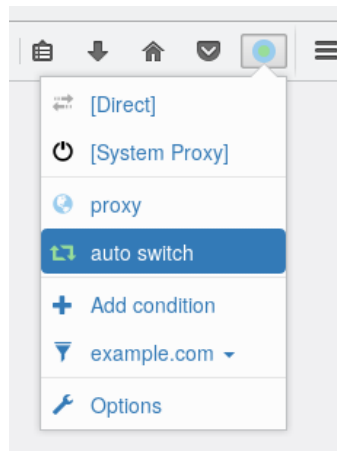 [Direct]
[System Proxy]
proxy
auto switch
Add condition
example.com
Options